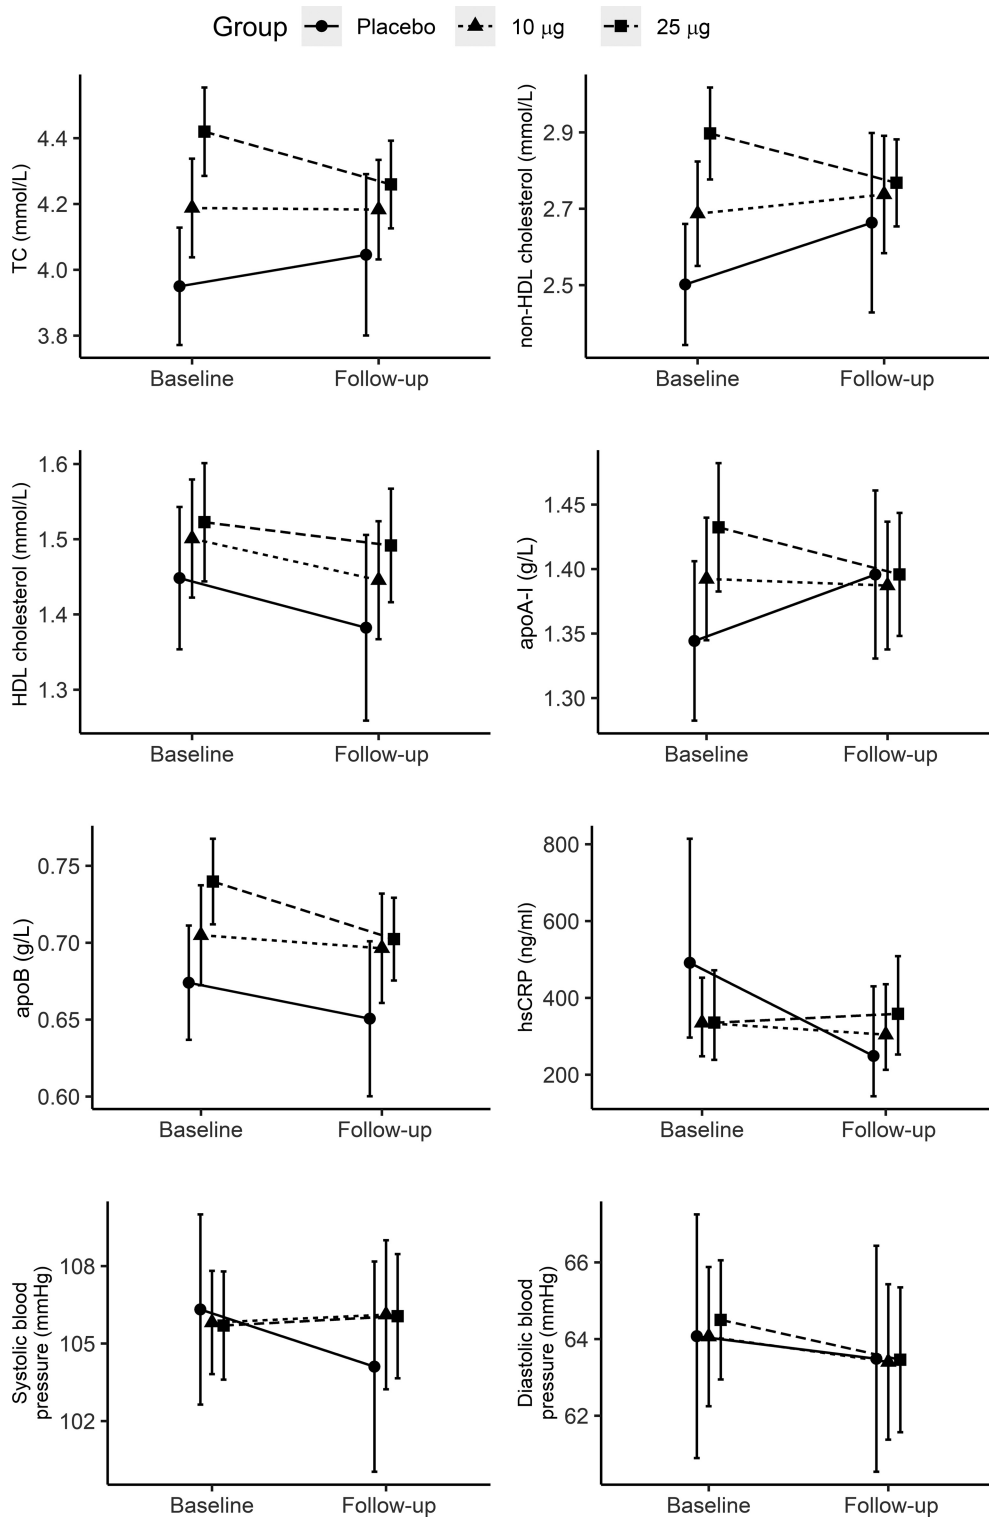 Group Placebo 10 μg 25 μg
TC (mmol/L)
4.4
4.2
4.0
3.8
Baseline Follow-up
non-HDL cholesterol (mmol/L)
2.9
2.7
2.5
Baseline Follow-up
HDL cholesterol (mmol/L)
1.6
1.5
1.4
1.3
Baseline Follow-up
apoA-I (g/L)
1.45
1.40
1.35
1.30
Baseline Follow-up
apoB (g/L)
0.75
0.70
0.65
0.60
Baseline Follow-up
hsCRP (ng/ml)
800
600
400
200
Baseline Follow-up
Systolic blood
pressure (mmHg)
108
105
102
Baseline Follow-up
Diastolic blood
pressure (mmHg)
66
64
62
Baseline Follow-up